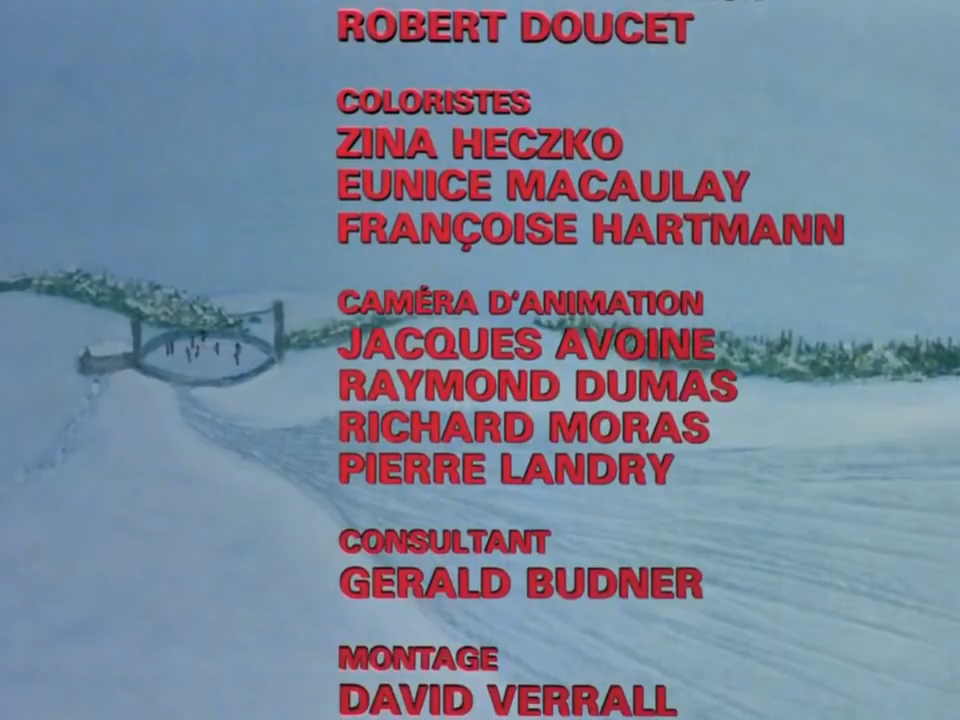 ROBERT DOUCET
COLORISTES
ZINA HECZKO
EUNICE MACAULAY
FRANÇOISE HARTMANN
CAMÉRA D'ANIMATION
JACQUES AVOINE
RAYMOND DUMAS
RICHARD MORAS
PIERRE LANDRY
CONSULTANT
GERALD BUDNER
MONTAGE
DAVID VERRALL